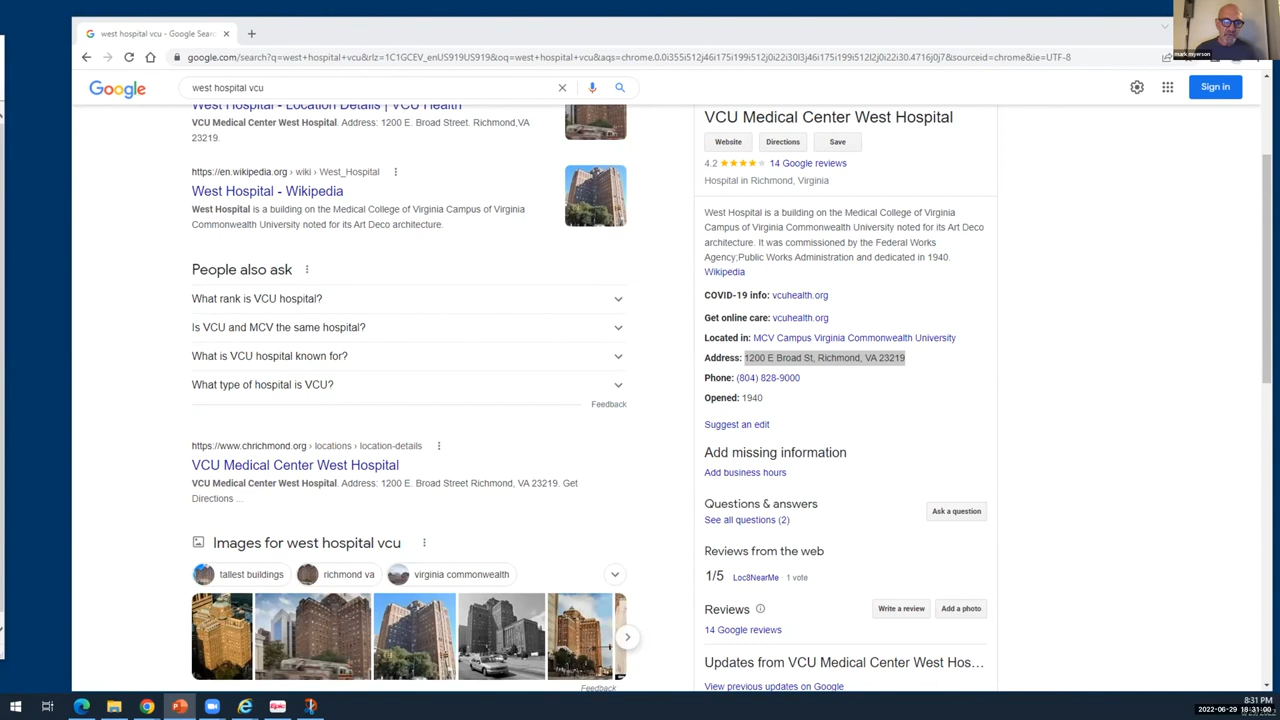 west hospital vcu - Google Sear
google.com/search?q=west+hospital+vcu&rlz=1C1GCEV_enUS919US919&q=west+hospital+vcu&aqs=chrome.0.0i355i512j46i175i199i512j0i22i30l3j46i175i199i512l2j0i22i30.4716j0j7&sourceid=chrome&ie=UTF-8
mark myerson
Google
west hospital vcu
Sign in
West Hospital - Location Details | VCU Health
VCU Medical Center West Hospital. Address: 1200 E. Broad Street. Richmond,VA
23219.
https://en.wikipedia.org › wiki › West_Hospital
West Hospital - Wikipedia
West Hospital is a building on the Medical College of Virginia Campus of Virginia
Commonwealth University noted for its Art Deco architecture.
People also ask
What rank is VCU hospital?
Is VCU and MCV the same hospital?
What is VCU hospital known for?
What type of hospital is VCU?
Feedback
https://www.chrichmond.org › locations › location-details
VCU Medical Center West Hospital
VCU Medical Center West Hospital. Address: 1200 E. Broad Street Richmond, VA 23219. Get
Directions ...
Images for west hospital vcu
tallest buildings
richmond va
virginia commonwealth
Feedback
VCU Medical Center West Hospital
Website
Directions
Save
4.2
14 Google reviews
Hospital in Richmond, Virginia
West Hospital is a building on the Medical College of Virginia
Campus of Virginia Commonwealth University noted for its Art Deco
architecture. It was commissioned by the Federal Works
Agency;Public Works Administration and dedicated in 1940.
Wikipedia
COVID-19 info: vcuhealth.org
Get online care: vcuhealth.org
Located in: MCV Campus Virginia Commonwealth University
Address: 1200 E Broad St, Richmond, VA 23219
Phone: (804) 828-9000
Opened: 1940
Suggest an edit
Add missing information
Add business hours
Questions & answers
See all questions (2)
Ask a question
Reviews from the web
1/5 Loc8NearMe · 1 vote
Reviews
Write a review
Add a photo
14 Google reviews
Updates from VCU Medical Center West Hos...
View previous updates on Google
8:31 PM
2022-06-29 18:31:00